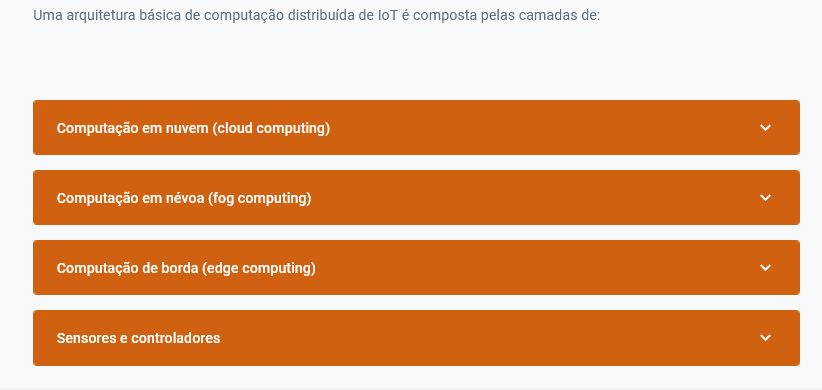 Uma arquitetura básica de computação distribuída de IoT é composta pelas camadas de:
Computação em nuvem (cloud computing)
Computação em névoa (fog computing)
Computação de borda (edge computing)
Sensores e controladores